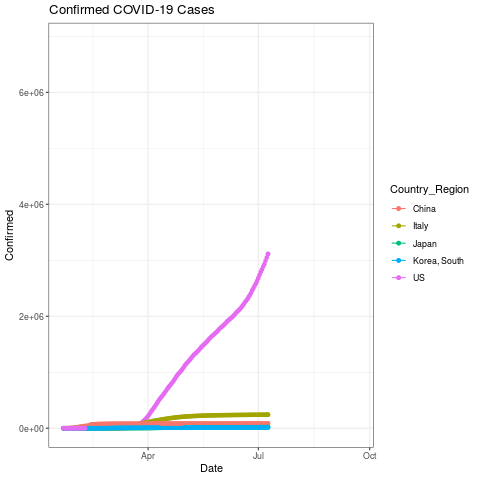 Confirmed COVID-19 Cases
6e+06
4e+06
2e+06
0e+00
Confirmed
Apr
Jul
Oct
Date
Country_Region
China
Italy
Japan
Korea, South
US